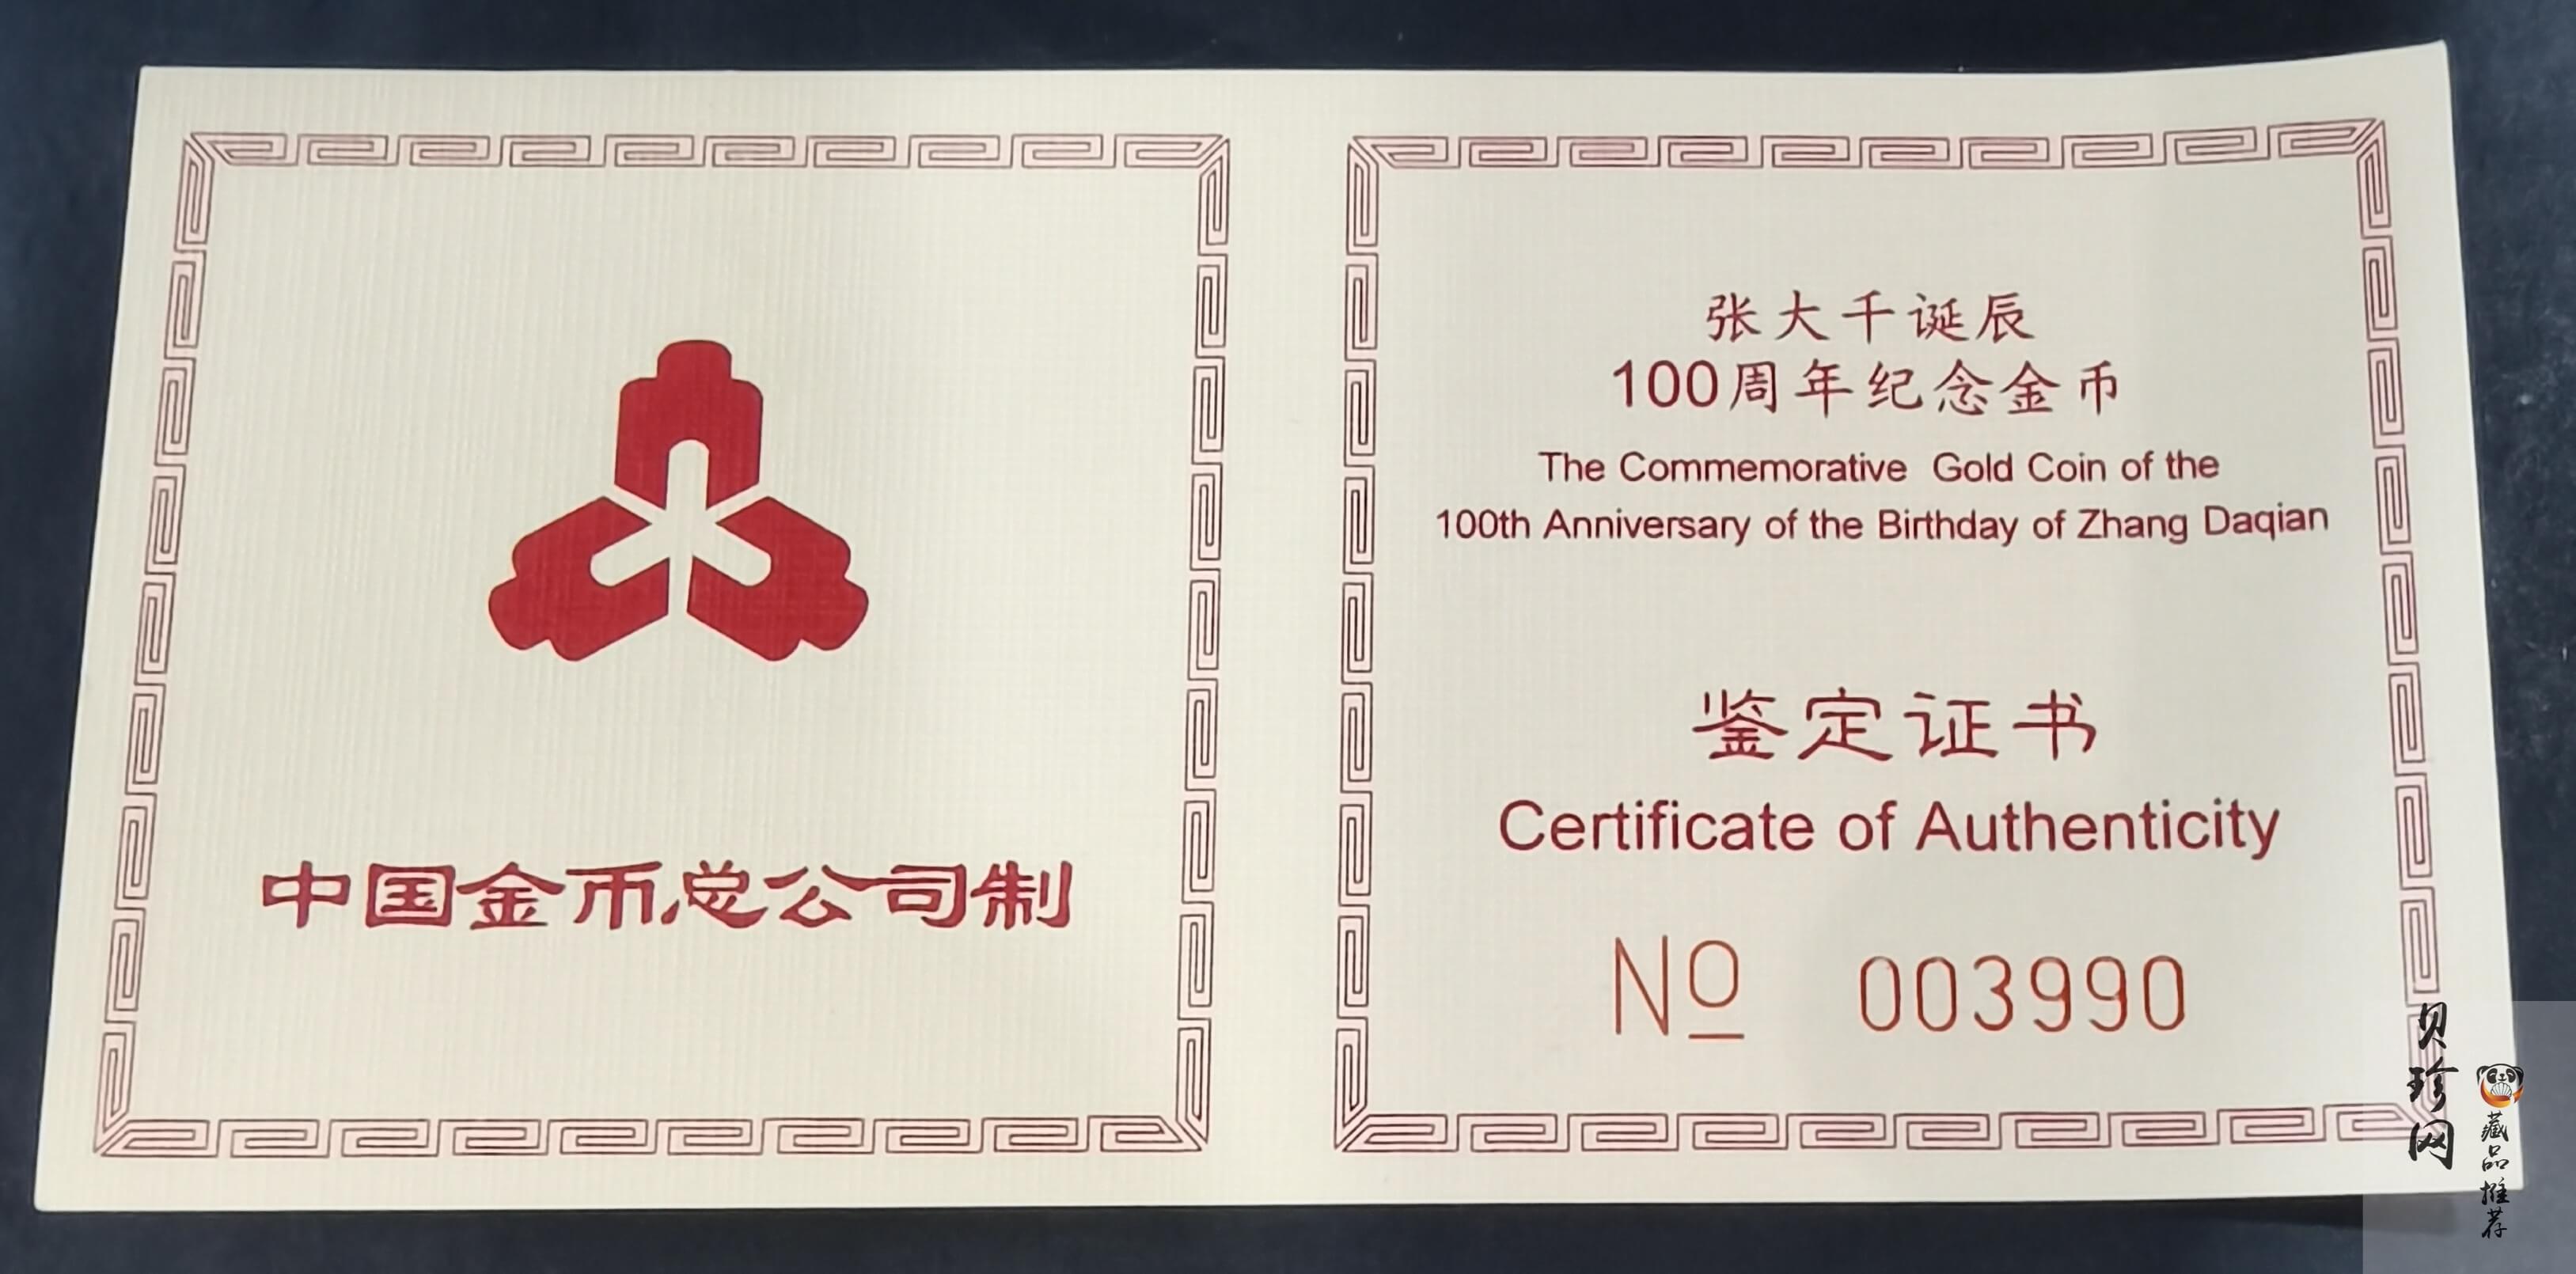 中国金币总公司制
张大千诞辰
100周年纪念金币
The Commemorative Gold Coin of the
100th Anniversary of the Birthday of Zhang Daqian
鉴定证书
Certificate of Authenticity
Nº 003990
贝珍网
藏品推荐